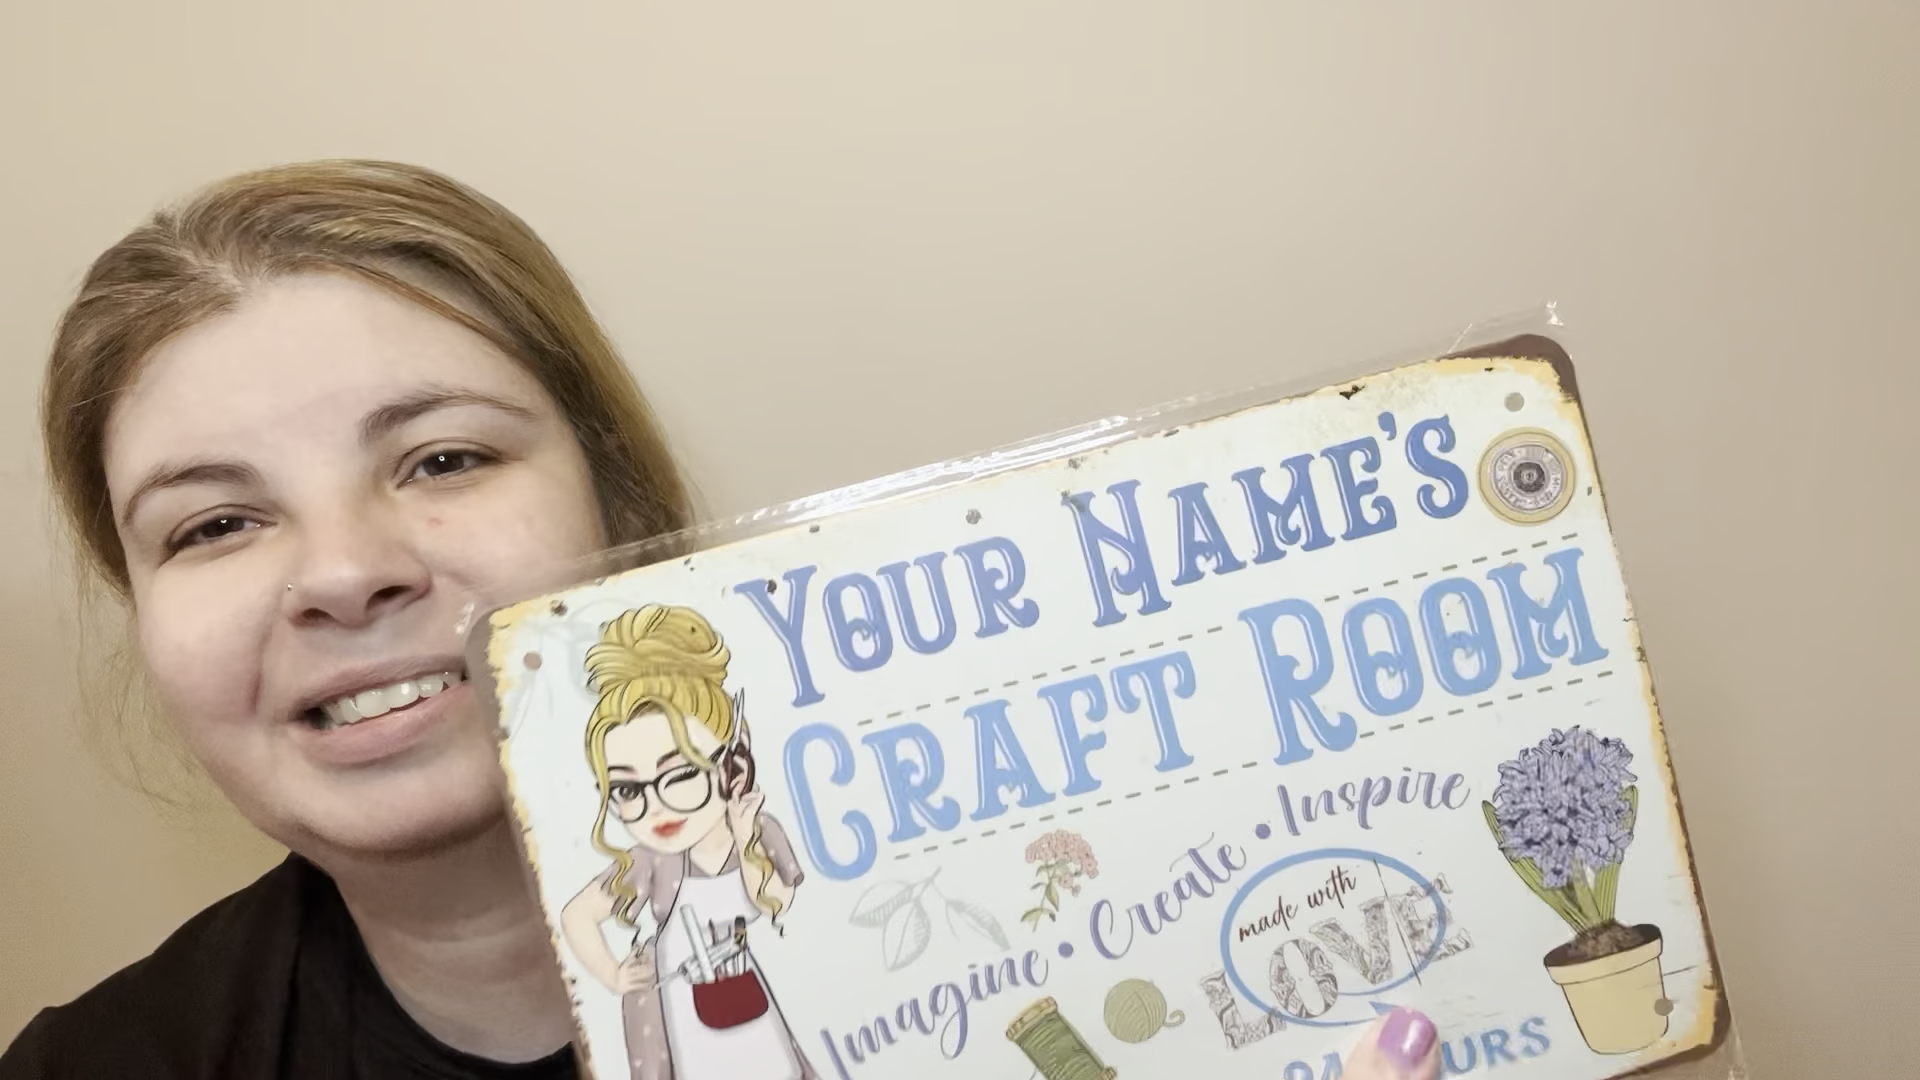 YOUR NAME'S
CRAFT ROOM
Imagine • Create • Inspire
made with
LOVE